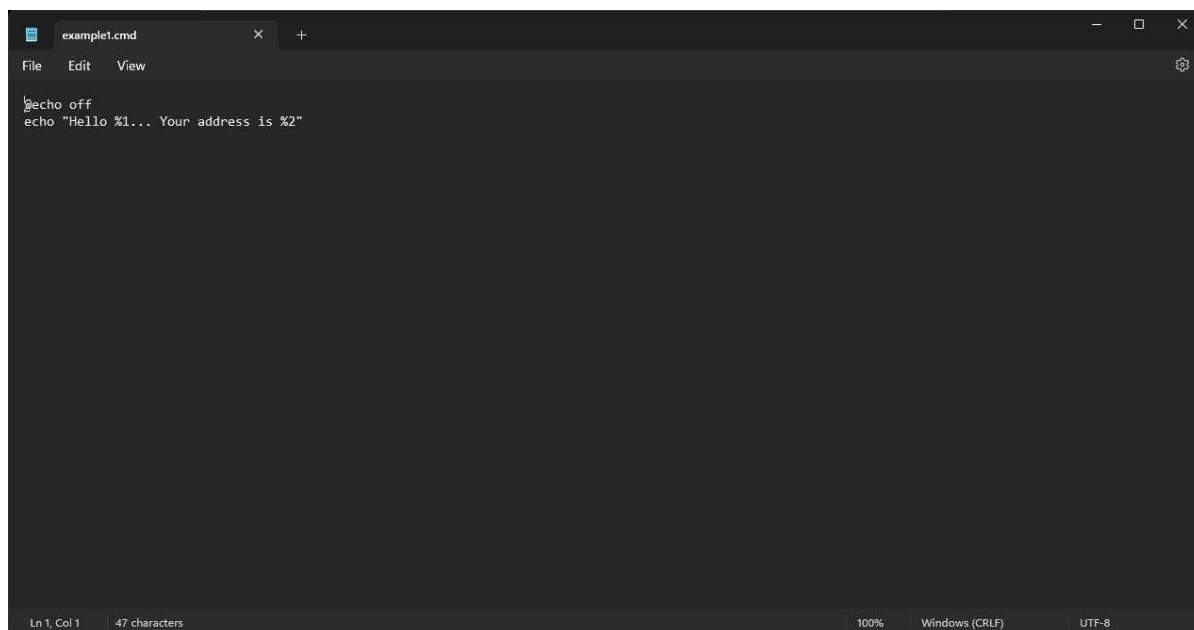 example1.cmd
File Edit View
@echo off
echo "Hello %1... Your address is %2"
Ln 1, Col 1 47 characters 100% Windows (CRLF) UTF-8